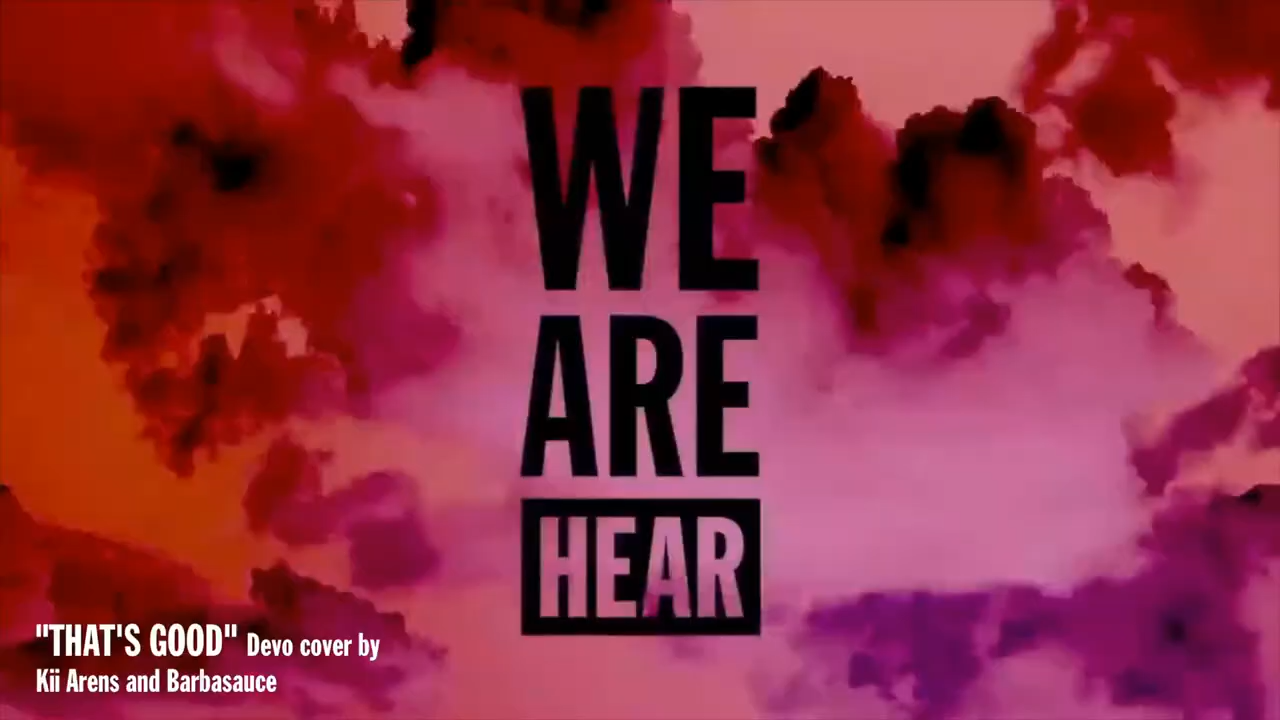 WE
ARE
HEAR
"THAT'S GOOD" Devo cover by
Kii Arens and Barbasauce